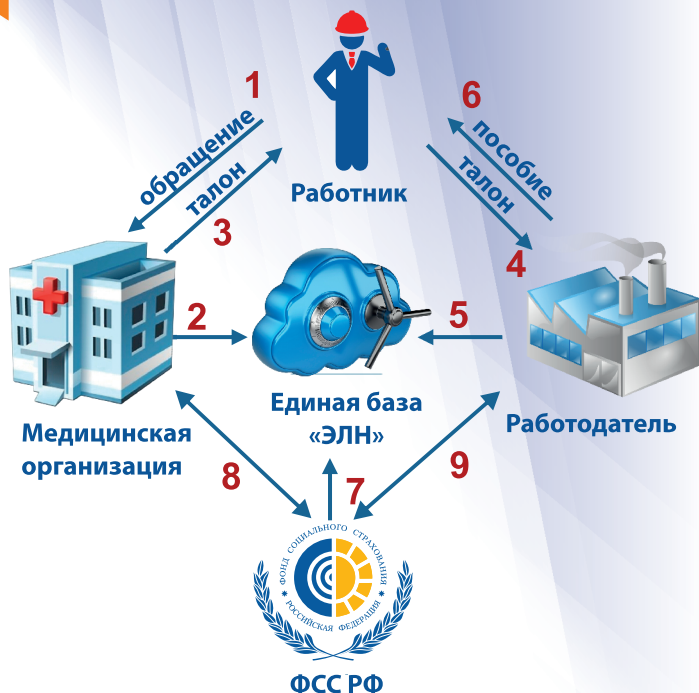 1
6
обращение
пособие
талон
талон
Работник
3
4
2
5
Единая база
«ЭЛН»
Медицинская
организация
Работодатель
8
7
9
ФОНД СОЦИАЛЬНОГО СТРАХОВАНИЯ
РОССИЙСКАЯ ФЕДЕРАЦИЯ
ФСС РФ